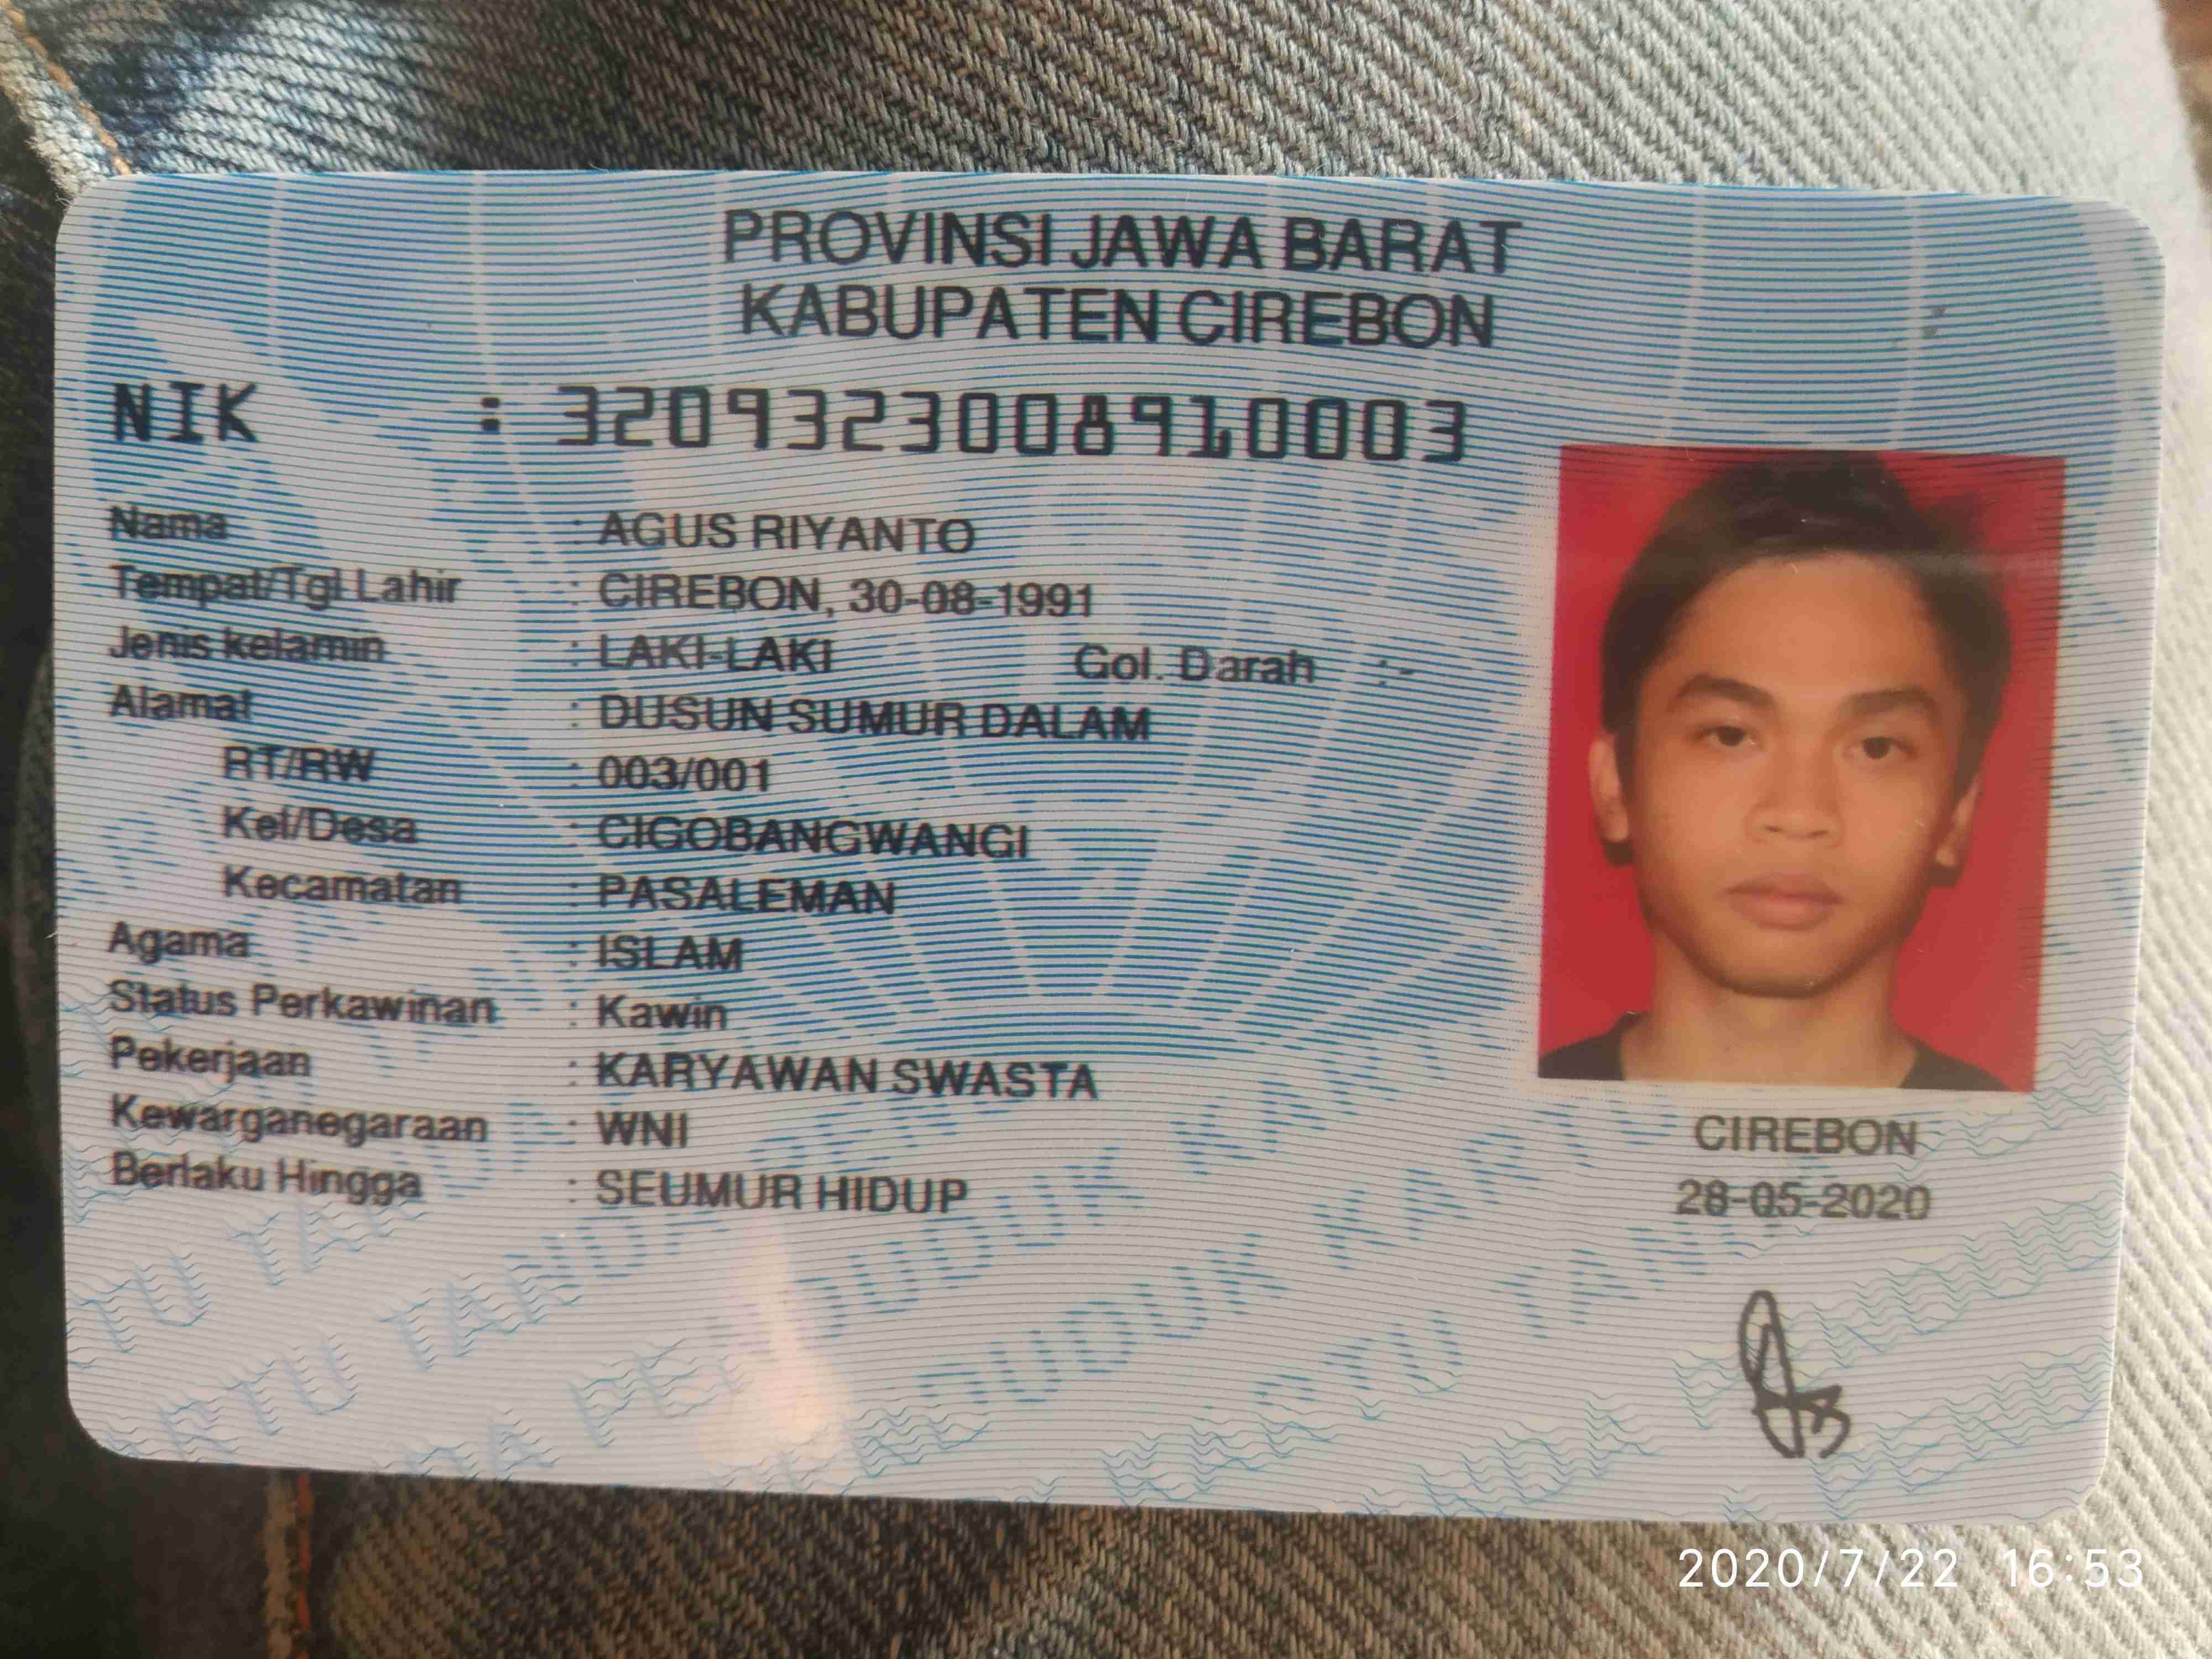 PROVINSI JAWA BARAT
KABUPATEN CIREBON
NIK : 3209323008910003
Nama : AGUS RIYANTO
Tempat/Tgl Lahir : CIREBON, 30-08-1991
Jenis kelamin : LAKI-LAKI Gol. Darah : -
Alamat : DUSUN SUMUR DALAM
RT/RW : 003/001
Kel/Desa : CIGOBANGWANGI
Kecamatan : PASALEMAN
Agama : ISLAM
Status Perkawinan : Kawin
Pekerjaan : KARYAWAN SWASTA
Kewarganegaraan : WNI
Berlaku Hingga : SEUMUR HIDUP
CIREBON
28-05-2020
2020/7/22 16:53